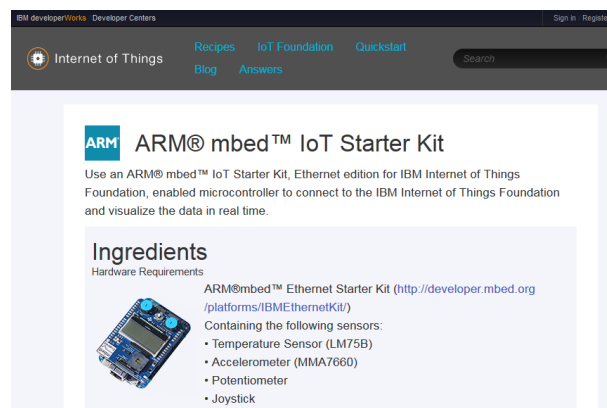 IBM developerWorks Developer Centers
Sign in Register
Internet of Things
Recipes IoT Foundation Quickstart
Blog Answers
Search
ARM ARM® mbed™ IoT Starter Kit
Use an ARM® mbed™ IoT Starter Kit, Ethernet edition for IBM Internet of Things
Foundation, enabled microcontroller to connect to the IBM Internet of Things Foundation
and visualize the data in real time.
Ingredients
Hardware Requirements
ARM®mbed™ Ethernet Starter Kit (http://developer.mbed.org
/platforms/IBMEthernetKit/)
Containing the following sensors:
• Temperature Sensor (LM75B)
• Accelerometer (MMA7660)
• Potentiometer
• Joystick